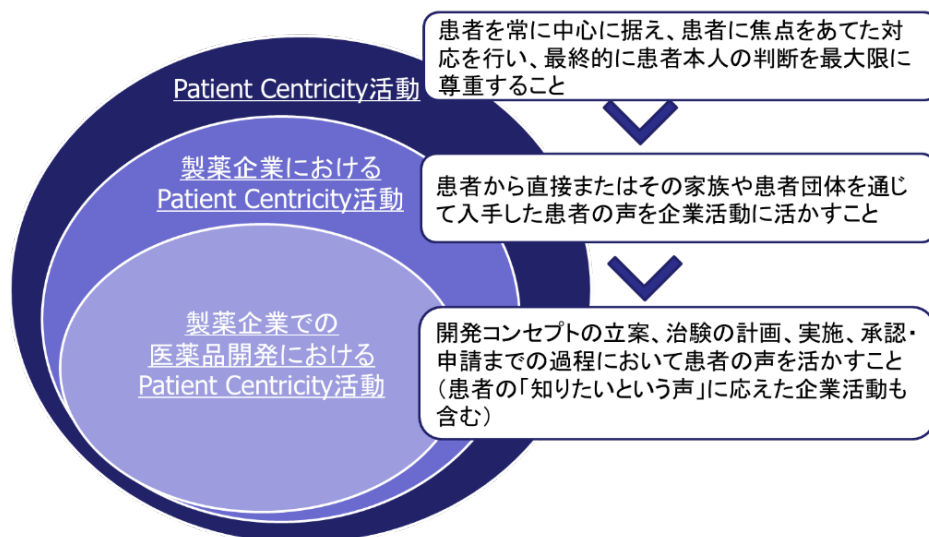 Patient Centricity活動
患者を常に中心に据え、患者に焦点をあてた対
応を行い、最終的に患者本人の判断を最大限に
尊重すること
製薬企業における
Patient Centricity活動
患者から直接またはその家族や患者団体を通じ
て入手した患者の声を企業活動に活かすこと
製薬企業での
医薬品開発における
Patient Centricity活動
開発コンセプトの立案、治験の計画、実施、承認・
申請までの過程において患者の声を活かすこと
（患者の「知りたいという声」に応えた企業活動も
含む）